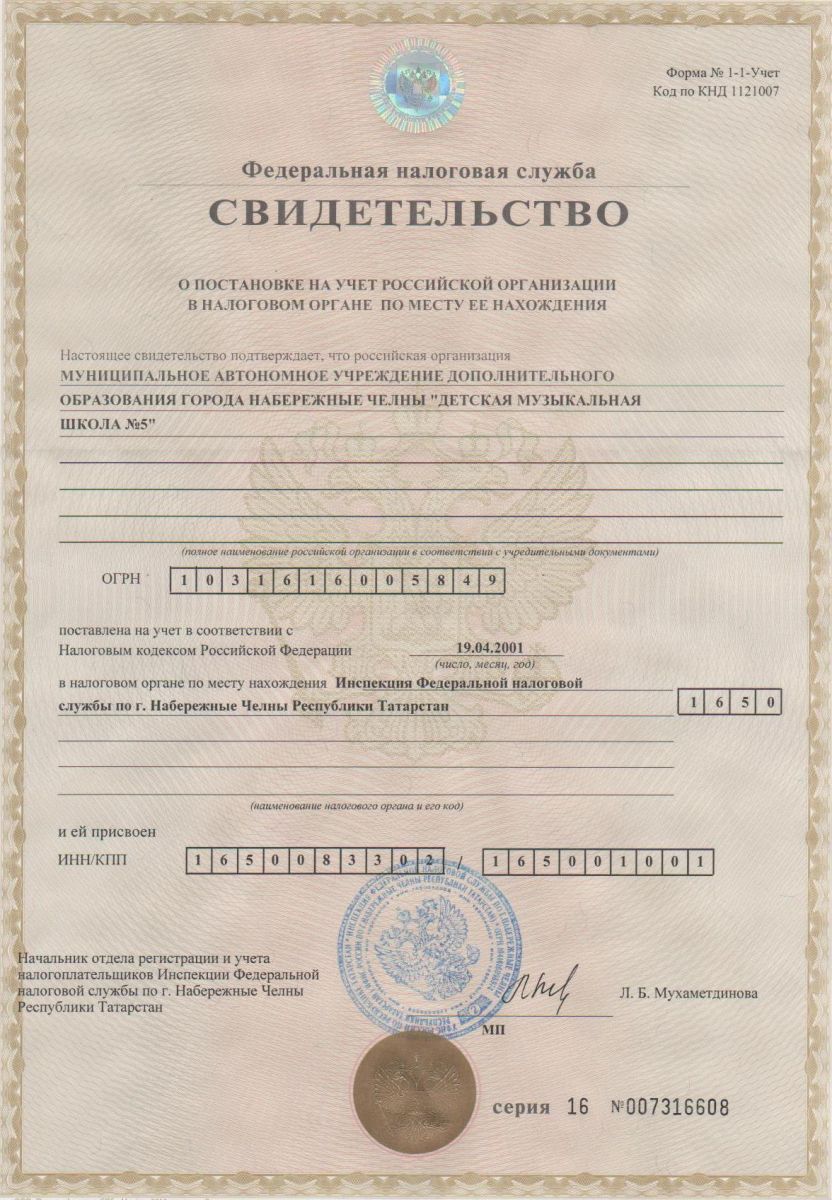 Форма № 1-1-Учет
Код по КНД 1121007
Федеральная налоговая служба
СВИДЕТЕЛЬСТВО
О ПОСТАНОВКЕ НА УЧЕТ РОССИЙСКОЙ ОРГАНИЗАЦИИ
В НАЛОГОВОМ ОРГАНЕ ПО МЕСТУ ЕЕ НАХОЖДЕНИЯ
Настоящее свидетельство подтверждает, что российская организация
МУНИЦИПАЛЬНОЕ АВТОНОМНОЕ УЧРЕЖДЕНИЕ ДОПОЛНИТЕЛЬНОГО
ОБРАЗОВАНИЯ ГОРОДА НАБЕРЕЖНЫЕ ЧЕЛНЫ "ДЕТСКАЯ МУЗЫКАЛЬНАЯ
ШКОЛА №5"
(полное наименование российской организации в соответствии с учредительными документами)
ОГРН 1031616005849
поставлена на учет в соответствии с
Налоговым кодексом Российской Федерации 19.04.2001
(число, месяц, год)
в налоговом органе по месту нахождения Инспекция Федеральной налоговой
службы по г. Набережные Челны Республики Татарстан 1650
(наименование налогового органа и его код)
и ей присвоен
ИНН/КПП 1650083302 / 165001001
Начальник отдела регистрации и учета
налогоплательщиков Инспекции Федеральной
налоговой службы по г. Набережные Челны
Республики Татарстан
Л. Б. Мухаметдинова
МП
серия 16 №007316608